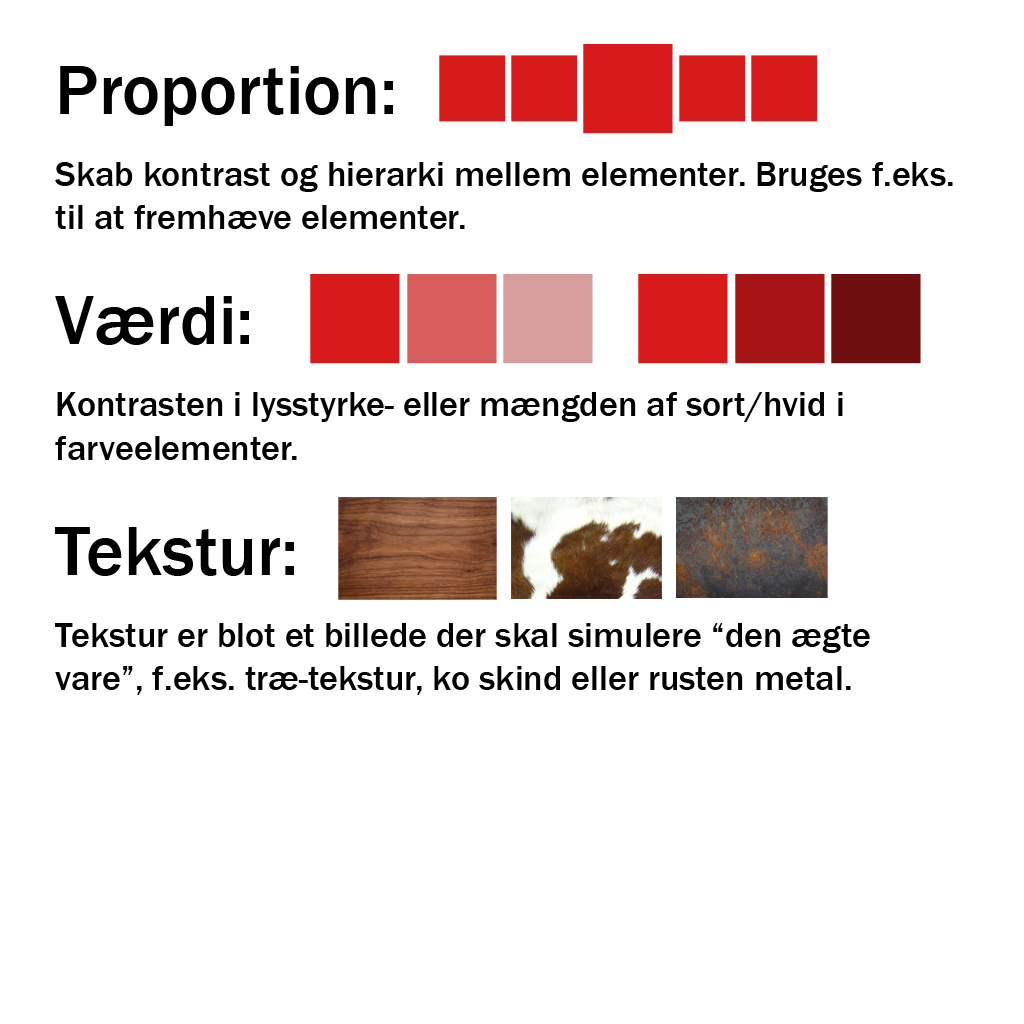 Proportion:
Skab kontrast og hierarki mellem elementer. Bruges f.eks.
til at fremhæve elementer.
Værdi:
Kontrasten i lysstyrke- eller mængden af sort/hvid i
farveelementer.
Tekstur:
Tekstur er blot et billede der skal simulere “den ægte
vare”, f.eks. træ-tekstur, ko skind eller rusten metal.